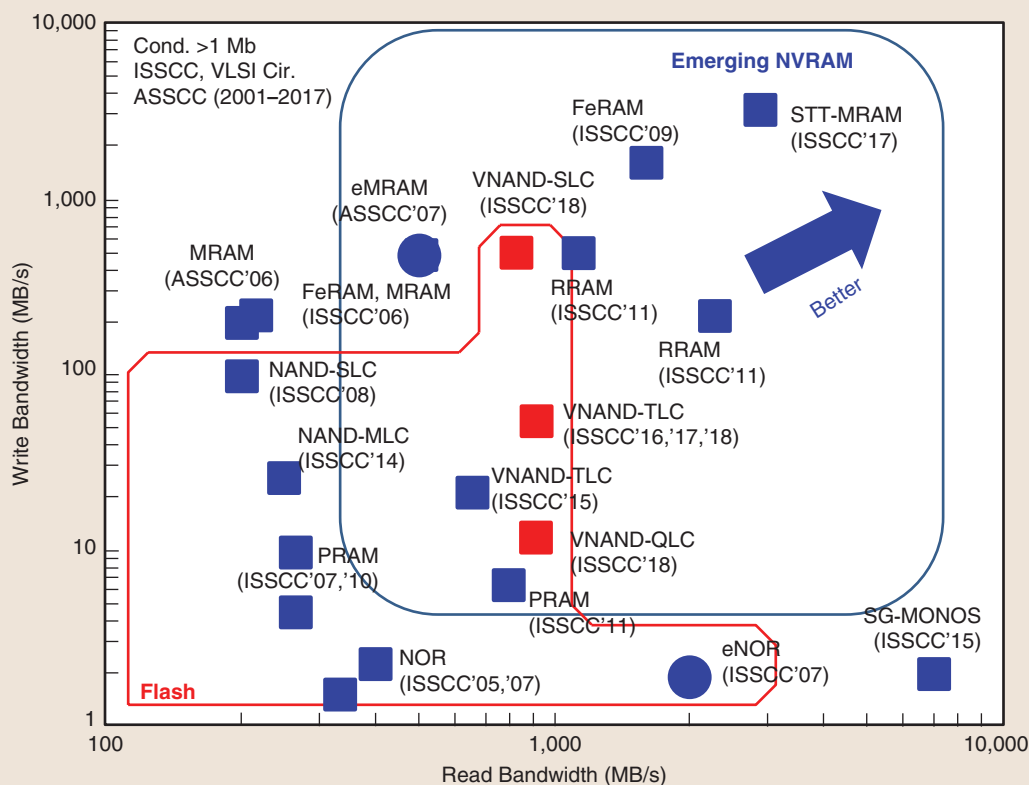 10,000
Cond. >1 Mb
ISSCC, VLSI Cir.
ASSCC (2001–2017)
Emerging NVRAM
FeRAM
(ISSCC'09)
STT-MRAM
(ISSCC'17)
VNAND-SLC
(ISSCC'18)
eMRAM
(ASSCC'07)
1,000
MRAM
(ASSCC'06)
FeRAM, MRAM
(ISSCC'06)
RRAM
(ISSCC'11)
Better
RRAM
(ISSCC'11)
100
NAND-SLC
(ISSCC'08)
VNAND-TLC
(ISSCC'16,'17,'18)
NAND-MLC
(ISSCC'14)
VNAND-TLC
(ISSCC'15)
10
PRAM
(ISSCC'07,'10)
VNAND-QLC
(ISSCC'18)
PRAM
(ISSCC'11)
SG-MONOS
(ISSCC'15)
NOR
(ISSCC'05,'07)
eNOR
(ISSCC'07)
Flash
1
100
1,000
10,000
Read Bandwidth (MB/s)
Write Bandwidth (MB/s)